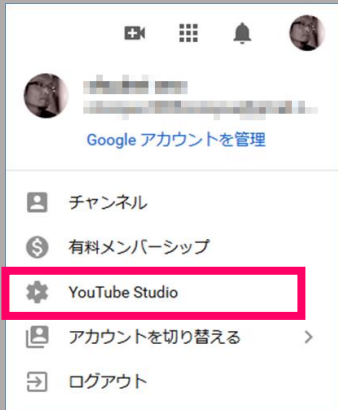 Google アカウントを管理
チャンネル
有料メンバーシップ
YouTube Studio
アカウントを切り替える
ログアウト